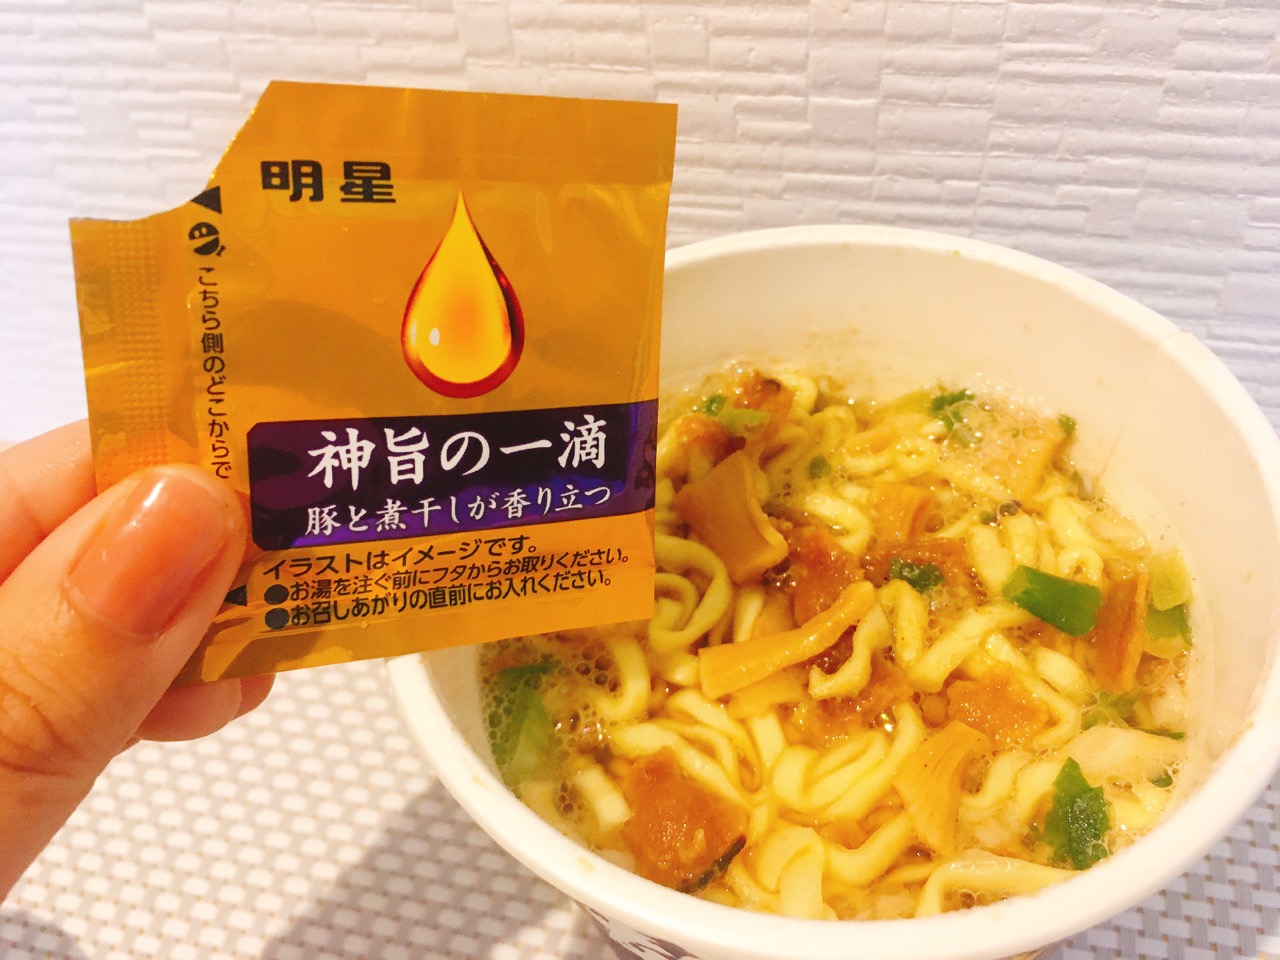 明星
こちら側のどこからで
神旨の一滴
豚と煮干しが香り立つ
イラストはイメージです。
●お湯を注ぐ前にフタからお取りください。
●お召しあがりの直前にお入れください。